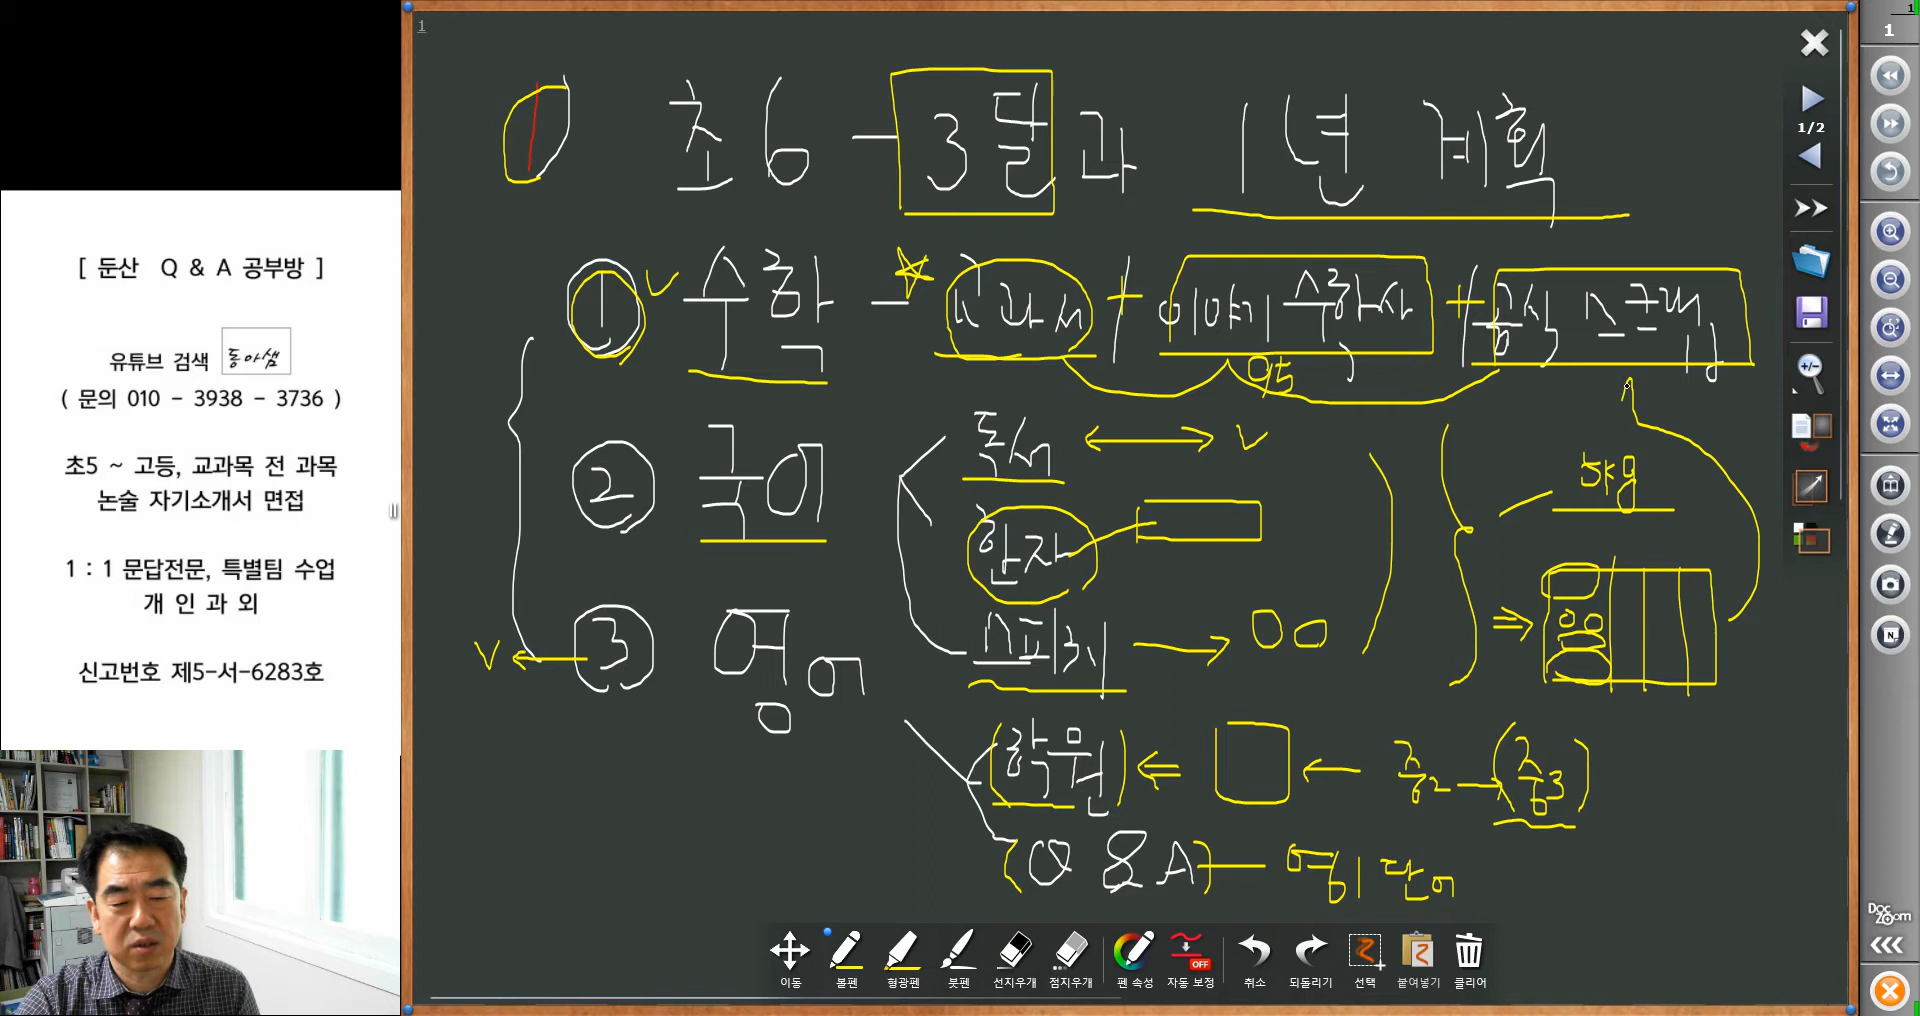 [ 둔산 Q & A 공부방 ]
유튜브 검색 동아쌤
( 문의 010 - 3938 - 3736 )
초5 ~ 고등, 교과목 전 과목
논술 자기소개서 면접
1 : 1 문답전문, 특별팀 수업
개 인 과 외
신고번호 제5-서-6283호
1
초6 - 3달과 1년 계획
① 수학 - 교과서 + 이야기 수학사 + 공식 스크랩
② 국어
독서
한자
스피치
③ 영어
학원
중2 - 중3
Q & A
단어
이동
볼펜
형광펜
붓펜
선지우개
점지우개
펜 속성
OFF
자동 보정
취소
되돌리기
선택
붙여넣기
클리어
1/2
+/-
1
1
N
Doc Zoom